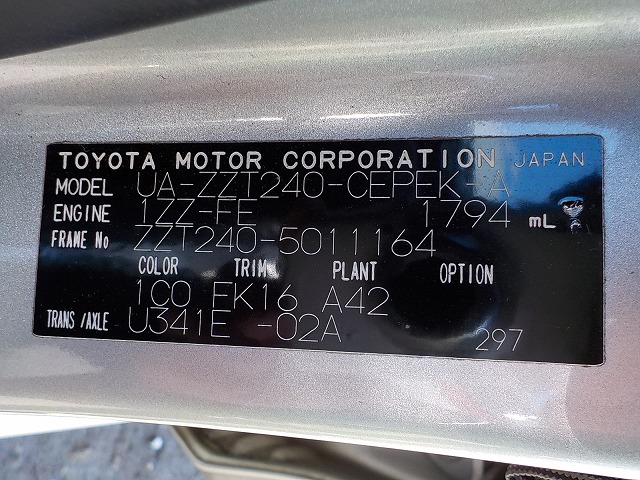 TOYOTA MOTOR CORPORATION JAPAN
MODEL UA-ZZT240-CEPEK-A
ENGINE 1ZZ-FE 1794 mL
FRAME No ZZT240-5011164
COLOR TRIM PLANT OPTION
1C0 FK16 A42
TRANS/AXLE U341E -02A
297